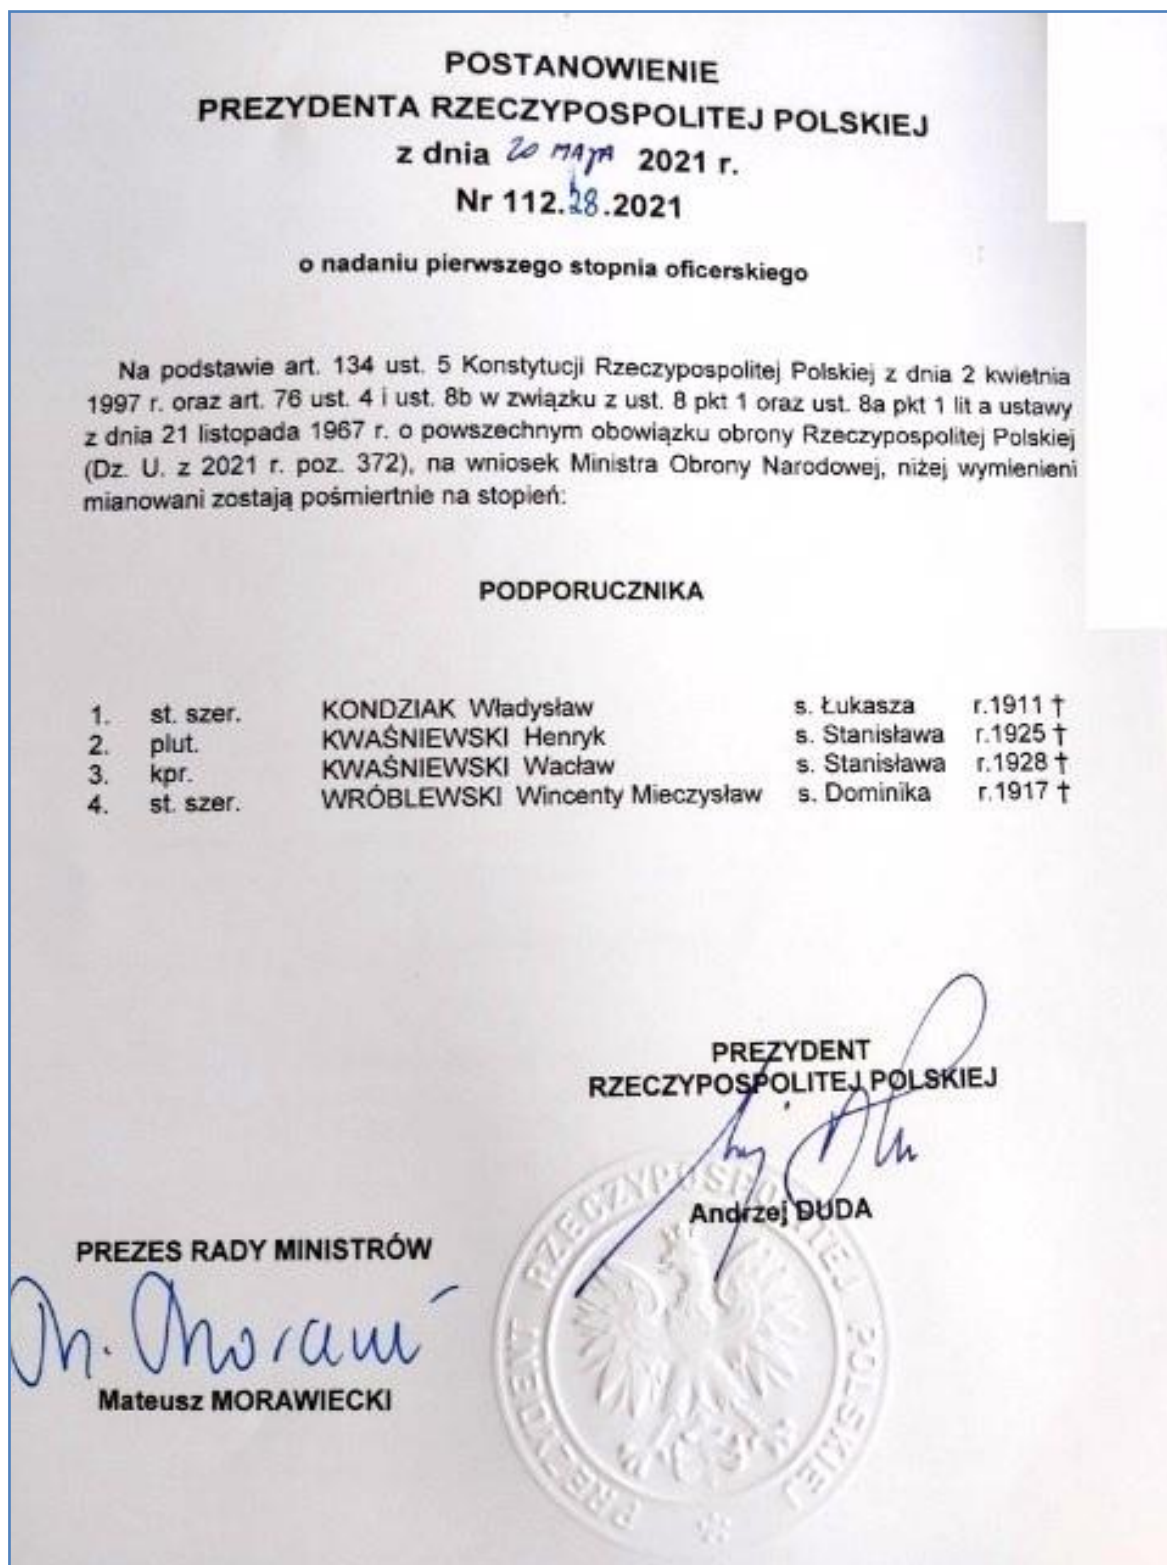 POSTANOWIENIE
PREZYDENTA RZECZYPOSPOLITEJ POLSKIEJ
z dnia 20 MAJA 2021 r.
Nr 112.28.2021
o nadaniu pierwszego stopnia oficerskiego
Na podstawie art. 134 ust. 5 Konstytucji Rzeczypospolitej Polskiej z dnia 2 kwietnia
1997 r. oraz art. 76 ust. 4 i ust. 8b w związku z ust. 8 pkt 1 oraz ust. 8a pkt 1 lit a ustawy
z dnia 21 listopada 1967 r. o powszechnym obowiązku obrony Rzeczypospolitej Polskiej
(Dz. U. z 2021 r. poz. 372), na wniosek Ministra Obrony Narodowej, niżej wymienieni
mianowani zostają pośmiertnie na stopień:
PODPORUCZNIKA
1. st. szer. KONDZIAK Władysław s. Łukasza r.1911 †
2. plut. KWAŚNIEWSKI Henryk s. Stanisława r.1925 †
3. kpr. KWAŚNIEWSKI Wacław s. Stanisława r.1928 †
4. st. szer. WRÓBLEWSKI Wincenty Mieczysław s. Dominika r.1917 †
PREZYDENT
RZECZYPOSPOLITEJ POLSKIEJ
Andrzej DUDA
PREZYDENT RZECZYPOSPOLITEJ POLSKIEJ
PREZES RADY MINISTRÓW
Mateusz MORAWIECKI